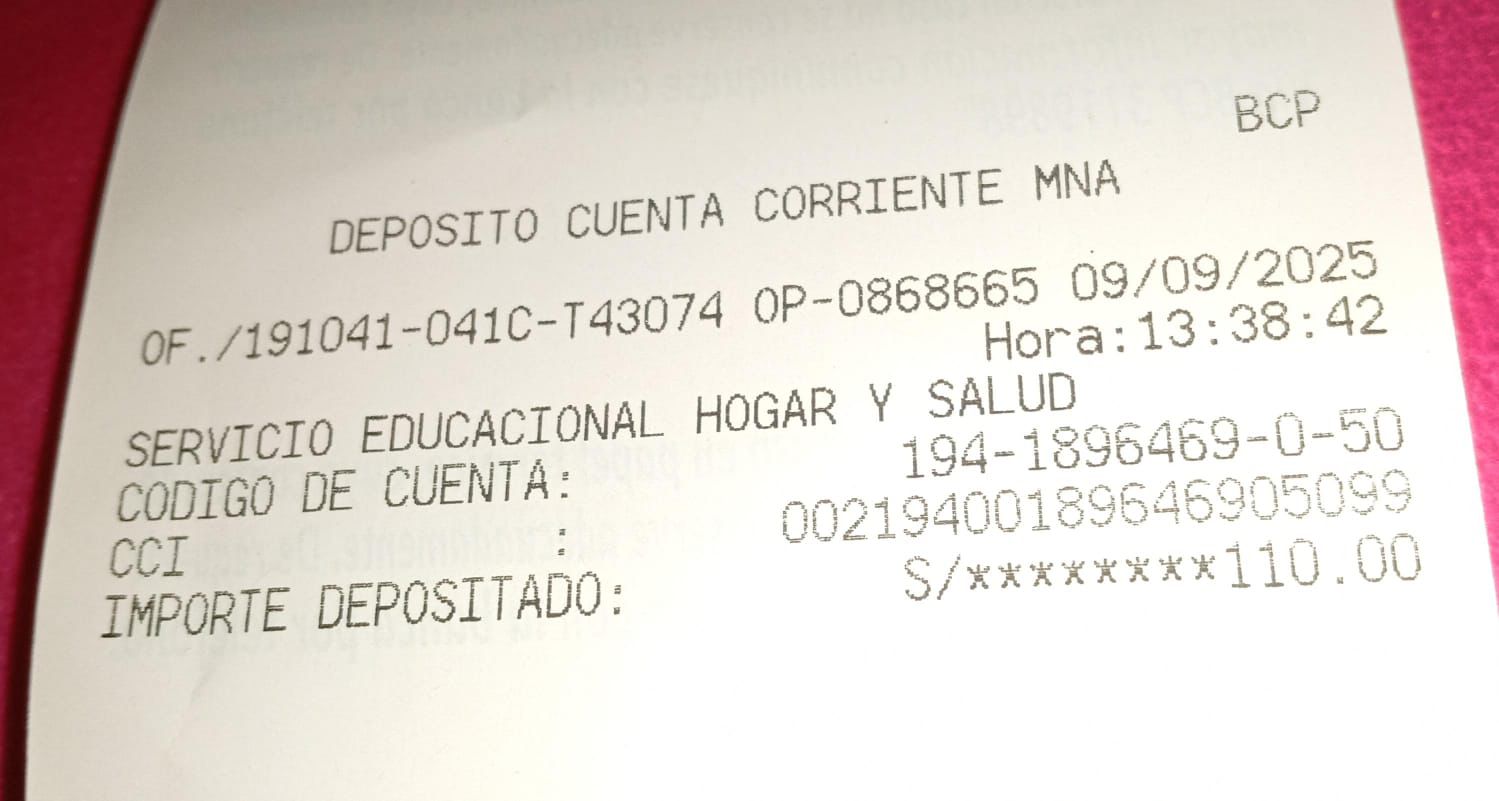 BCP
DEPOSITO CUENTA CORRIENTE MNA
OF./191041-041C-T43074 OP-0868665 09/09/2025
Hora:13:38:42
SERVICIO EDUCACIONAL HOGAR Y SALUD
CODIGO DE CUENTA: 194-1896469-0-50
CCI : 00219400189646905099
IMPORTE DEPOSITADO: S/********110.00